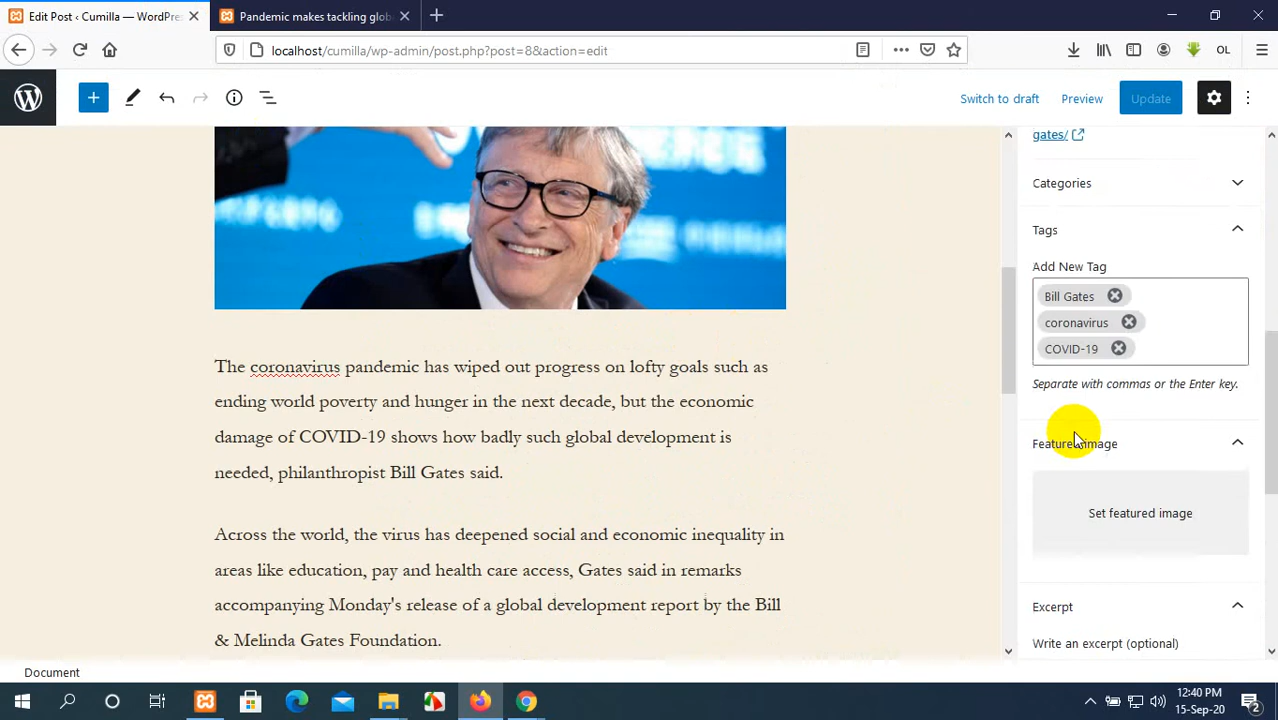 Edit Post ‹ Cumilla — WordPre
Pandemic makes tackling glob
localhost/cumilla/wp-admin/post.php?post=8&action=edit
OL
Switch to draft
Preview
Update
gates/
Categories
Tags
Add New Tag
Bill Gates
coronavirus
COVID-19
Separate with commas or the Enter key.
Featured image
Set featured image
Excerpt
Write an excerpt (optional)
The coronavirus pandemic has wiped out progress on lofty goals such as
ending world poverty and hunger in the next decade, but the economic
damage of COVID-19 shows how badly such global development is
needed, philanthropist Bill Gates said.
Across the world, the virus has deepened social and economic inequality in
areas like education, pay and health care access, Gates said in remarks
accompanying Monday's release of a global development report by the Bill
& Melinda Gates Foundation.
Document
12:40 PM
15-Sep-20
2